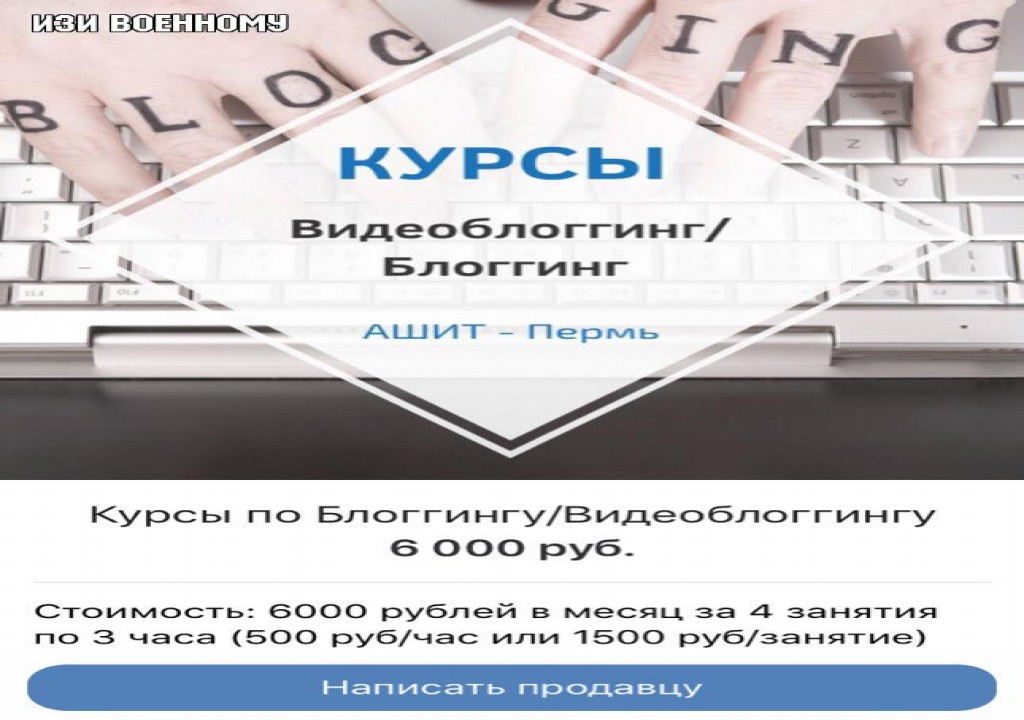 ИЗИ ВОЕННОМУ
BLOGGING
КУРСЫ
Видеоблоггинг/
Блоггинг
АШИТ - Пермь
Курсы по Блоггингу/Видеоблоггингу
6 000 руб.
Стоимость: 6000 рублей в месяц за 4 занятия
по 3 часа (500 руб/час или 1500 руб/занятие)
Написать продавцу